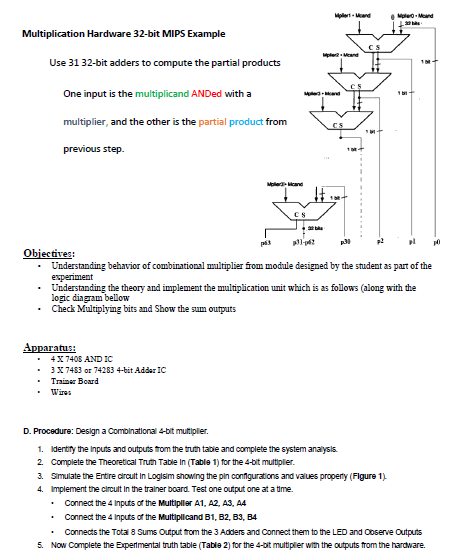 Mplier1 • Mcand
0 Mplier0 • Mcand
32 bits
Multiplication Hardware 32-bit MIPS Example
C S
Mplier2 • Mcand
Use 31 32-bit adders to compute the partial products
1 bit
C S
One input is the multiplicand ANDed with a
Mplier3 • Mcand
1 bit
multiplier, and the other is the partial product from
C S
1 bit
previous step.
1 bit
Mplier31• Mcand
1 bit
C S
32 bits
p63 p31-p62 p30 p2 p1 p0
Objectives:
• Understanding behavior of combinational multiplier from module designed by the student as part of the
experiment
• Understanding the theory and implement the multiplication unit which is as follows (along with the
logic diagram bellow
• Check Multiplying bits and Show the sum outputs
Apparatus:
• 4 X 7408 AND IC
• 3 X 7483 or 74283 4-bit Adder IC
• Trainer Board
• Wires
D. Procedure: Design a Combinational 4-bit multiplier.
1. Identify the Inputs and outputs from the truth table and complete the system analysis.
2. Complete the Theoretical Truth Table in (Table 1) for the 4-bit multiplier.
3. Simulate the Entire circuit in Logisim showing the pin configurations and values properly (Figure 1).
4. Implement the circuit in the trainer board. Test one output one at a time.
• Connect the 4 Inputs of the Multiplier A1, A2, A3, A4
• Connect the 4 Inputs of the Multiplicand B1, B2, B3, B4
• Connects the Total 8 Sums Output from the 3 Adders and Connect them to the LED and Observe Outputs
5. Now Complete the Experimental truth table (Table 2) for the 4-bit multiplier with the outputs from the hardware.